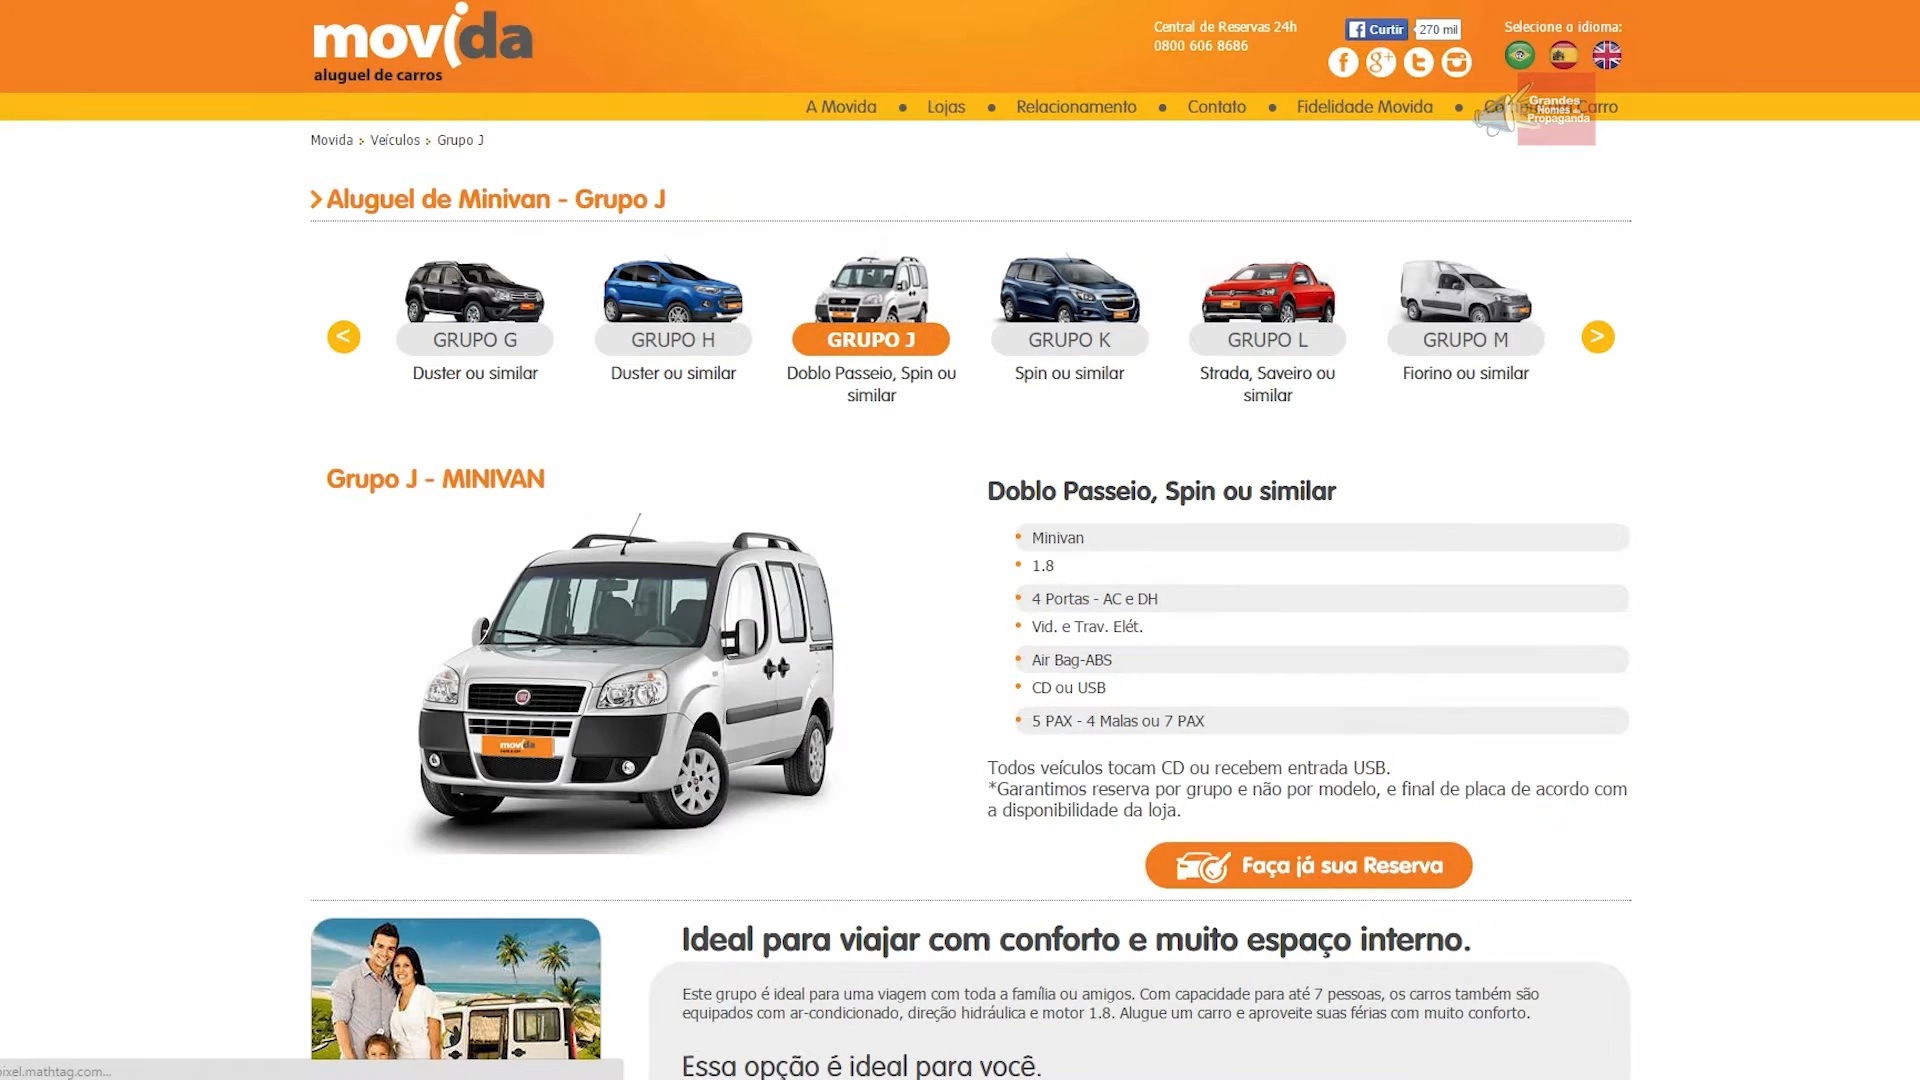 movida
aluguel de carros
Central de Reservas 24h
0800 606 8686
Curtir
270 mil
Selecione o idioma:
A Movida • Lojas • Relacionamento • Contato • Fidelidade Movida • Carro
Grandes
Nomes da
Propaganda
Movida > Veículos > Grupo J
Aluguel de Minivan - Grupo J
< GRUPO G GRUPO H GRUPO J GRUPO K GRUPO L GRUPO M >
Duster ou similar
Duster ou similar
Doblo Passeio, Spin ou
similar
Spin ou similar
Strada, Saveiro ou
similar
Fiorino ou similar
Grupo J - MINIVAN
movida
Doblo Passeio, Spin ou similar
• Minivan
• 1.8
• 4 Portas - AC e DH
• Vid. e Trav. Elét.
• Air Bag-ABS
• CD ou USB
• 5 PAX - 4 Malas ou 7 PAX
Todos veículos tocam CD ou recebem entrada USB.
*Garantimos reserva por grupo e não por modelo, e final de placa de acordo com
a disponibilidade da loja.
Faça já sua Reserva
Ideal para viajar com conforto e muito espaço interno.
Este grupo é ideal para uma viagem com toda a família ou amigos. Com capacidade para até 7 pessoas, os carros também são
equipados com ar-condicionado, direção hidráulica e motor 1.8. Alugue um carro e aproveite suas férias com muito conforto.
Essa opção é ideal para você.
pixel.mathtag.com...